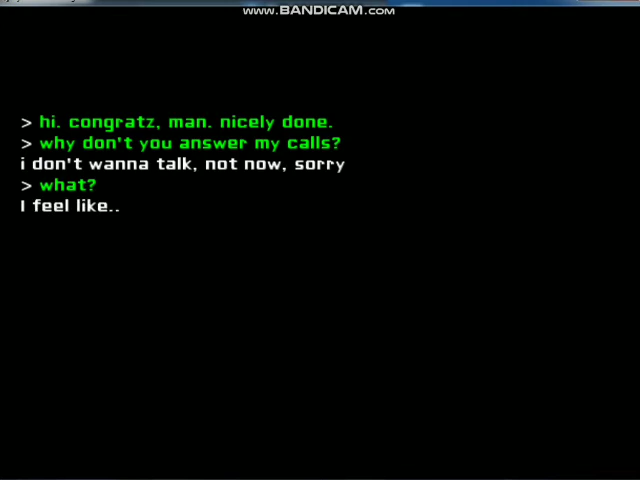 www.BANDICAM.com
> hi. congratz, man. nicely done.
> why don't you answer my calls?
i don't wanna talk, not now, sorry
> what?
I feel like..